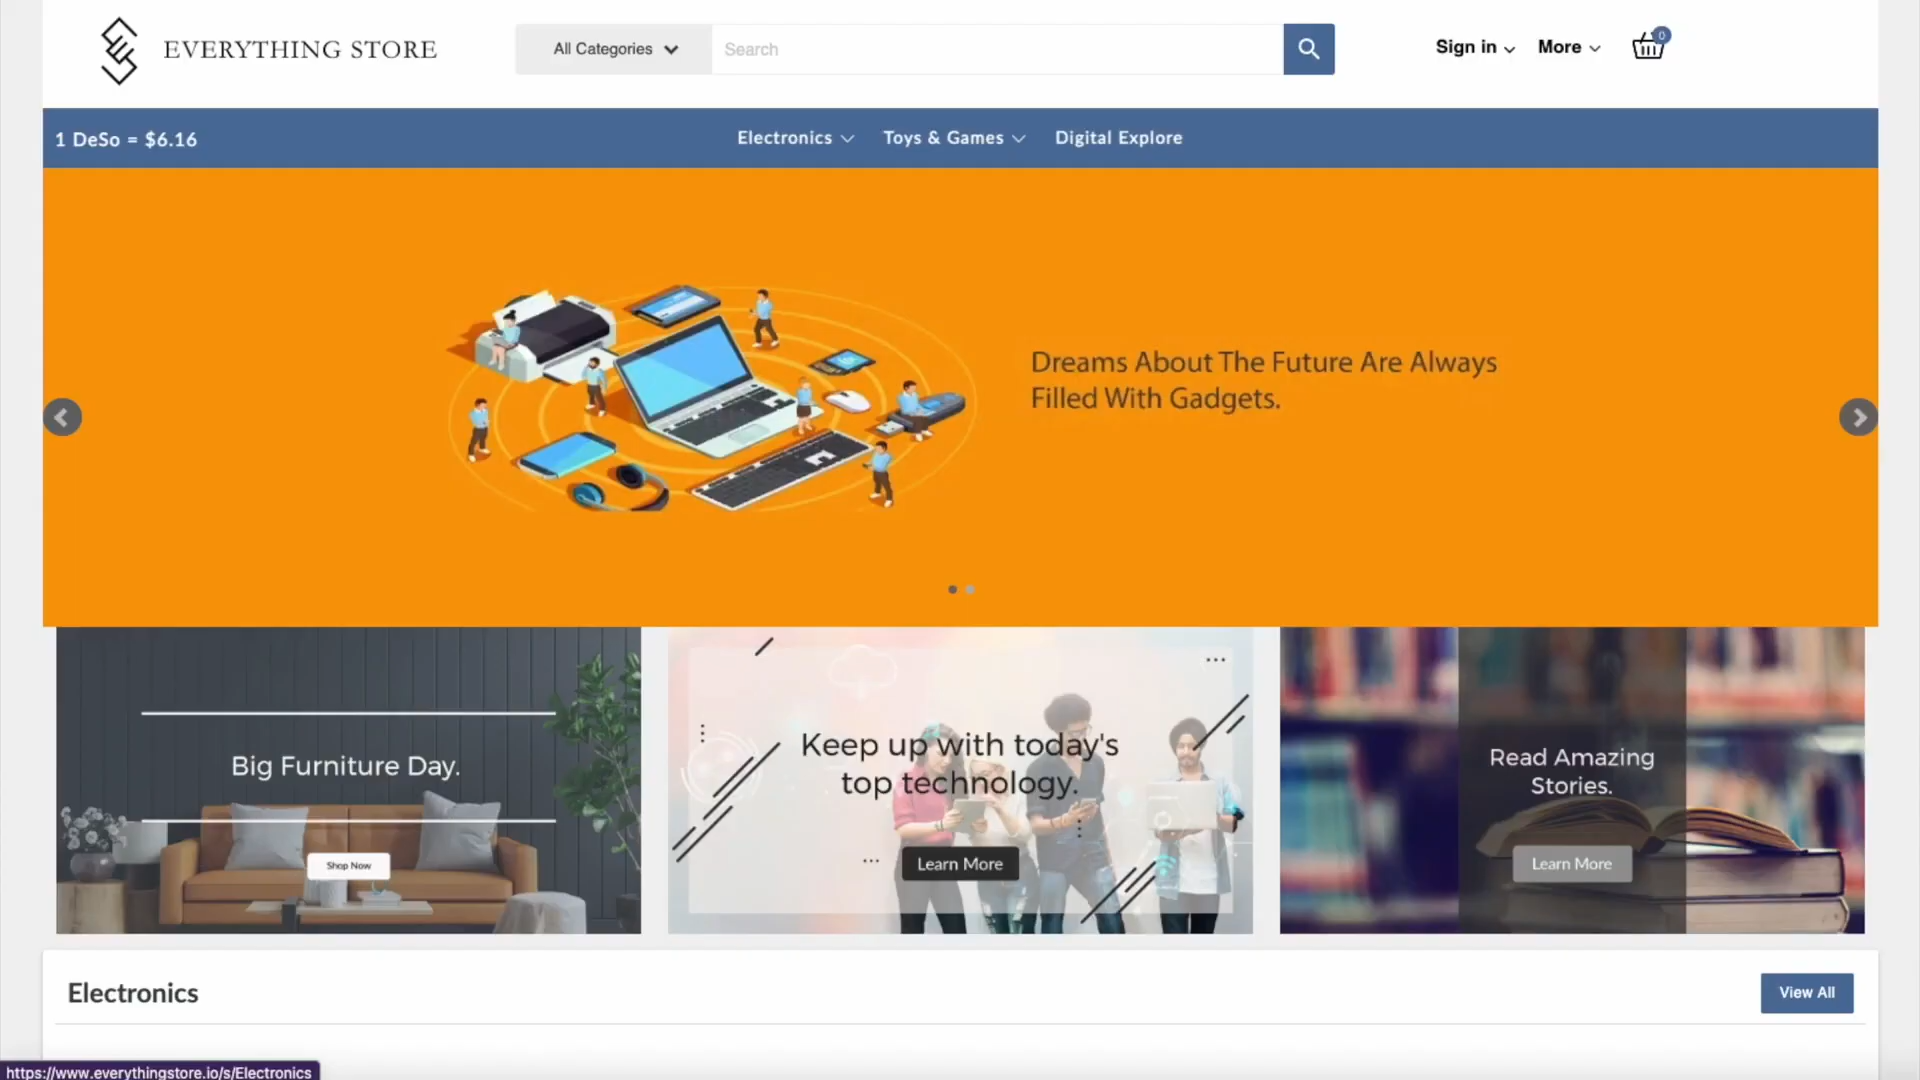 EVERYTHING STORE
All Categories
Search
Sign in
More
0
1 DeSo = $6.16
Electronics
Toys & Games
Digital Explore
Dreams About The Future Are Always
Filled With Gadgets.
Big Furniture Day.
Shop Now
Keep up with today's
top technology.
Learn More
Read Amazing
Stories.
Learn More
Electronics
View All
https://www.everythingstore.io/s/Electronics